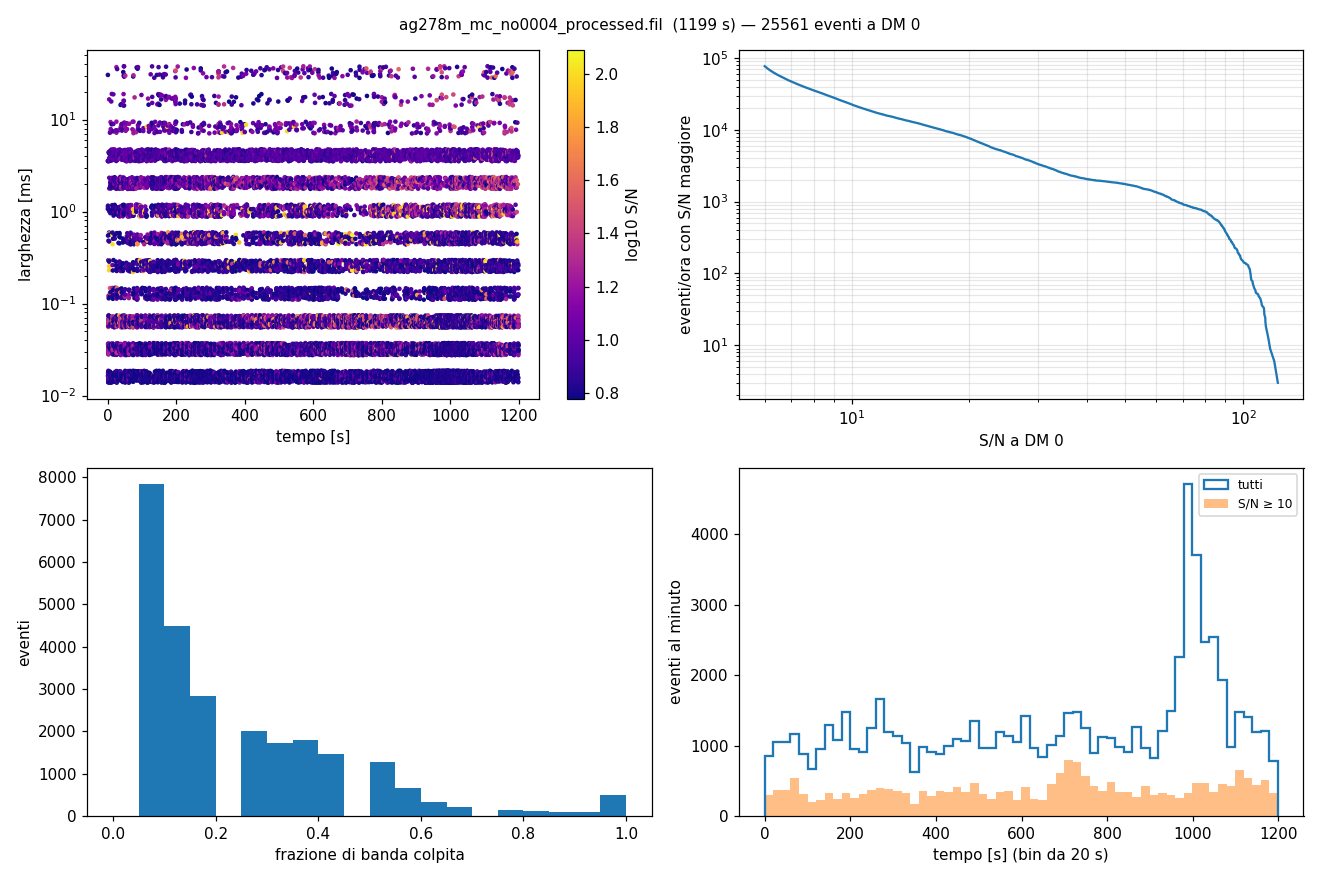 ag278m_mc_no0004_processed.fil  (1199 s) — 25561 eventi a DM 0
larghezza [ms]
10¹
10⁰
10⁻¹
10⁻²
0 200 400 600 800 1000 1200
tempo [s]
2.0
1.8
1.6
1.4
1.2
1.0
0.8
log10 S/N
eventi/ora con S/N maggiore
10⁵
10⁴
10³
10²
10¹
10¹ 10²
S/N a DM 0
eventi
8000
7000
6000
5000
4000
3000
2000
1000
0
0.0 0.2 0.4 0.6 0.8 1.0
frazione di banda colpita
eventi al minuto
4000
3000
2000
1000
0
tutti
S/N ≥ 10
0 200 400 600 800 1000 1200
tempo [s] (bin da 20 s)